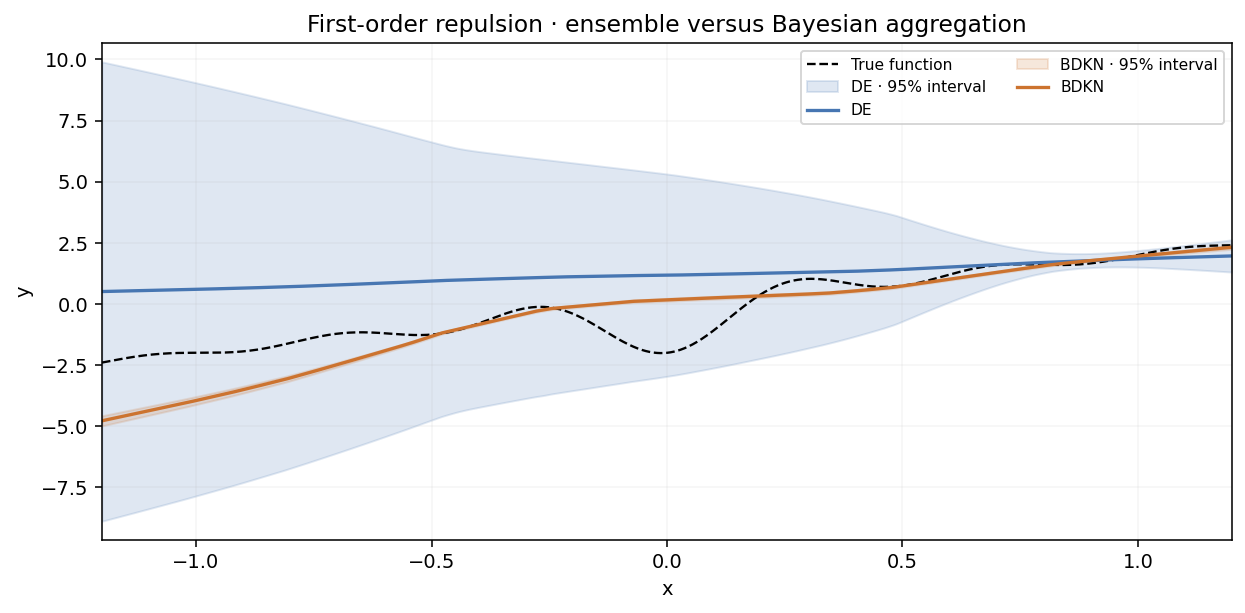 First-order repulsion · ensemble versus Bayesian aggregation
True function
DE · 95% interval
DE
BDKN · 95% interval
BDKN
10.0
7.5
5.0
2.5
0.0
−2.5
−5.0
−7.5
y
−1.0 −0.5 0.0 0.5 1.0
x